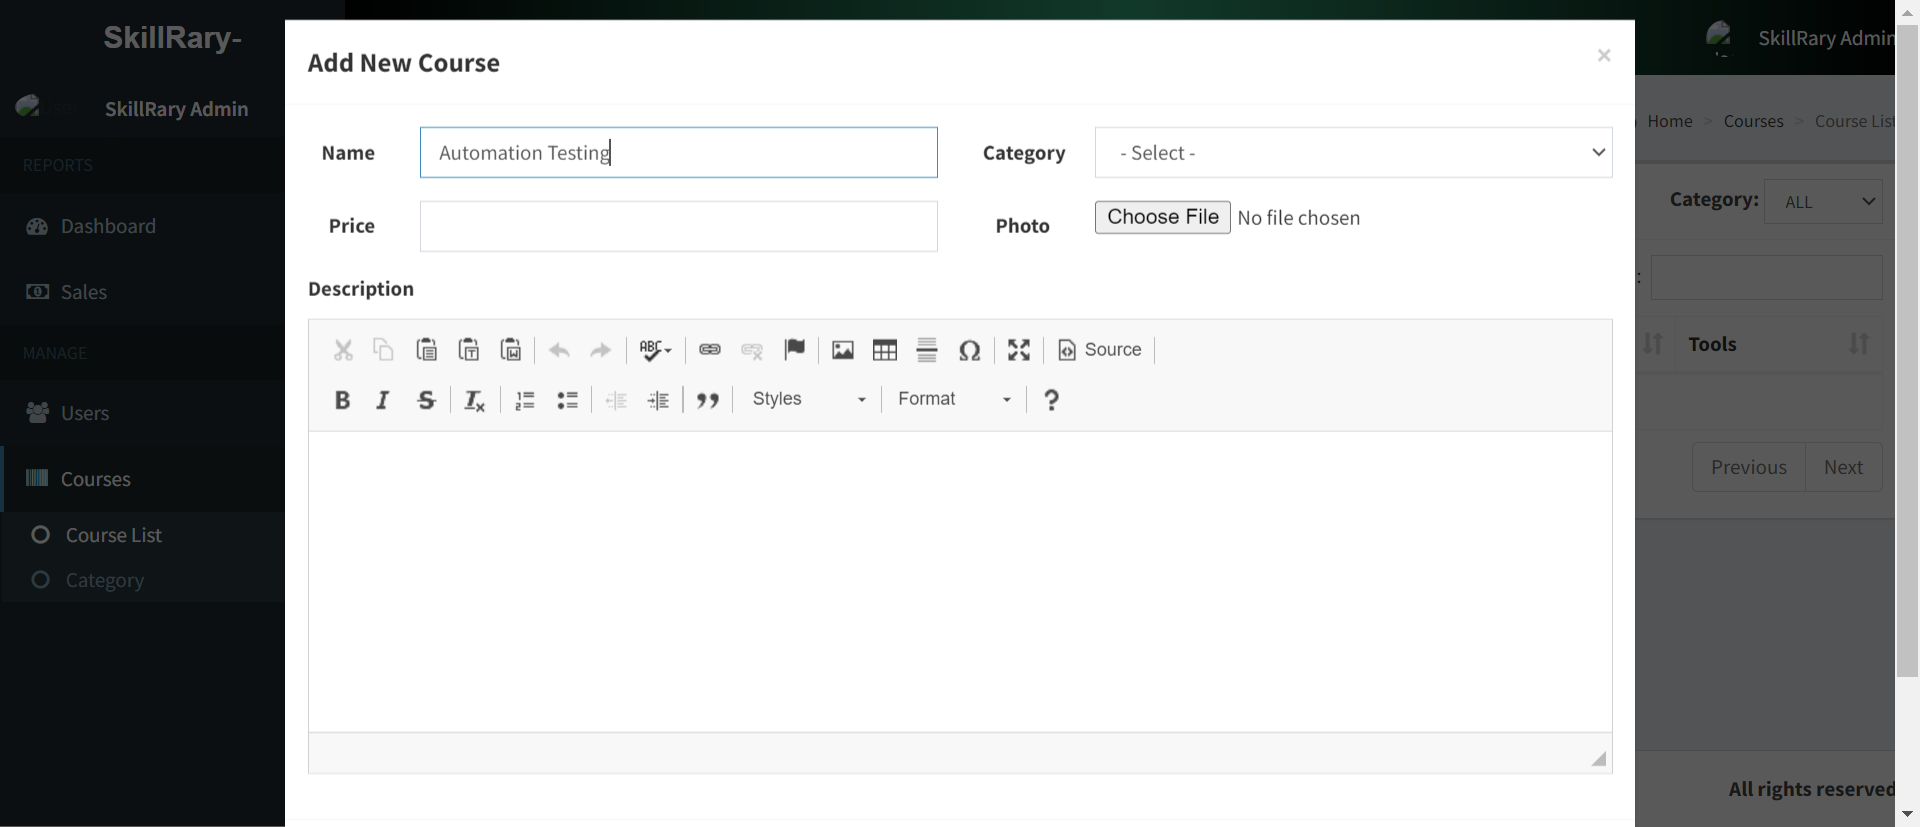 SkillRary-
SkillRary Admin
SkillRary Admin
REPORTS
Dashboard
Sales
MANAGE
Users
Courses
Course List
Category
Add New Course
×
Name
Automation Testing
Category
- Select -
Price
Photo
Choose File
No file chosen
Description
ABC
Source
B I S
Styles
Format
?
Home > Courses > Course List
Category:
ALL
:
Tools
Previous
Next
All rights reserved